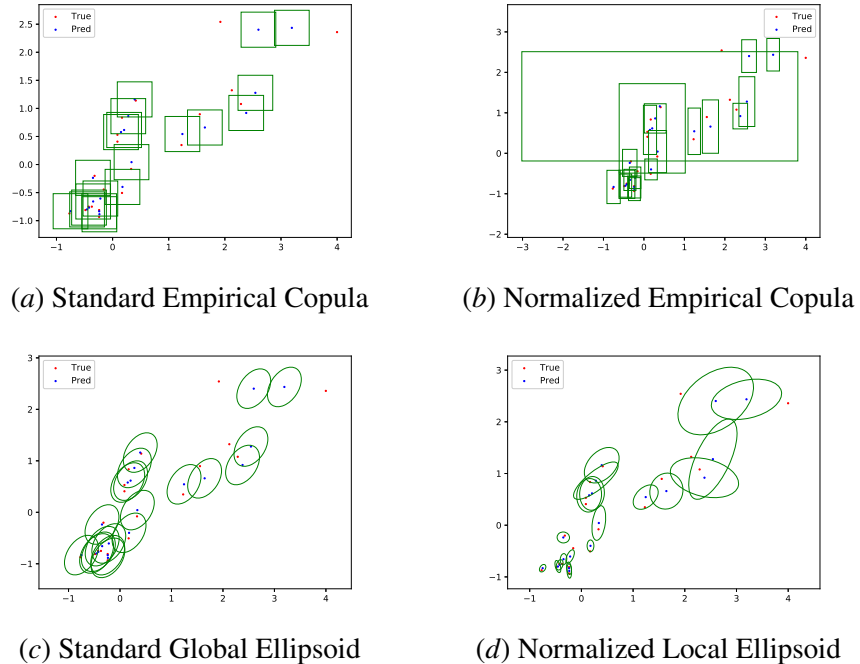 True
Pred
2.5
2.0
1.5
1.0
0.5
0.0
−0.5
−1.0
−1 0 1 2 3 4
(a) Standard Empirical Copula
True
Pred
3
2
1
0
−1
−2
−3 −2 −1 0 1 2 3 4
(b) Normalized Empirical Copula
True
Pred
3
2
1
0
−1
−1 0 1 2 3 4
(c) Standard Global Ellipsoid
True
Pred
3
2
1
0
−1
−1 0 1 2 3 4
(d) Normalized Local Ellipsoid